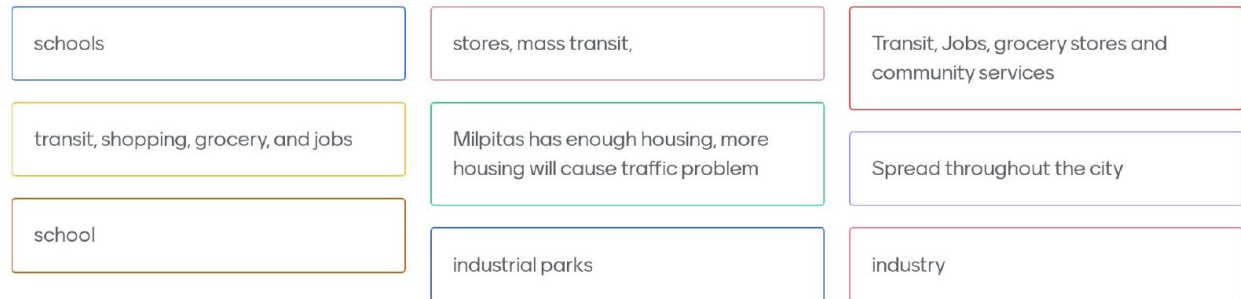 schools
transit, shopping, grocery, and jobs
school
stores, mass transit,
Milpitas has enough housing, more
housing will cause traffic problem
industrial parks
Transit, Jobs, grocery stores and
community services
Spread throughout the city
industry